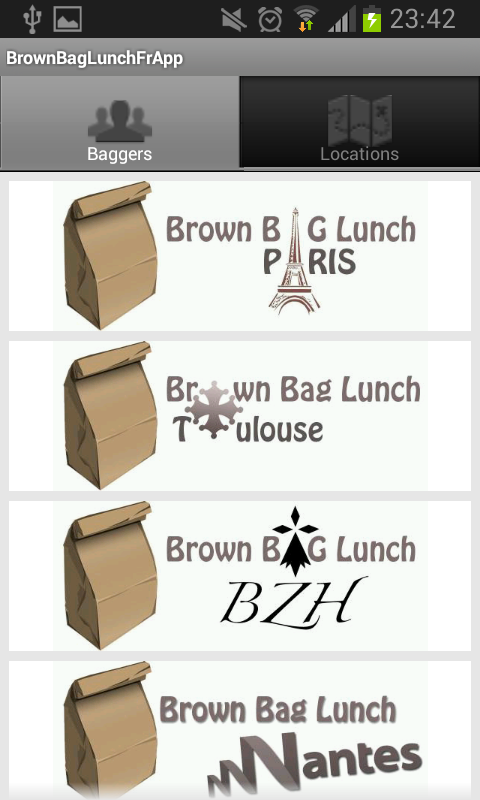 23:42
BrownBagLunchFrApp
Baggers
Locations
Brown BAG Lunch
PARIS
Brown Bag Lunch
Toulouse
Brown BAG Lunch
BZH
Brown Bag Lunch
Nantes